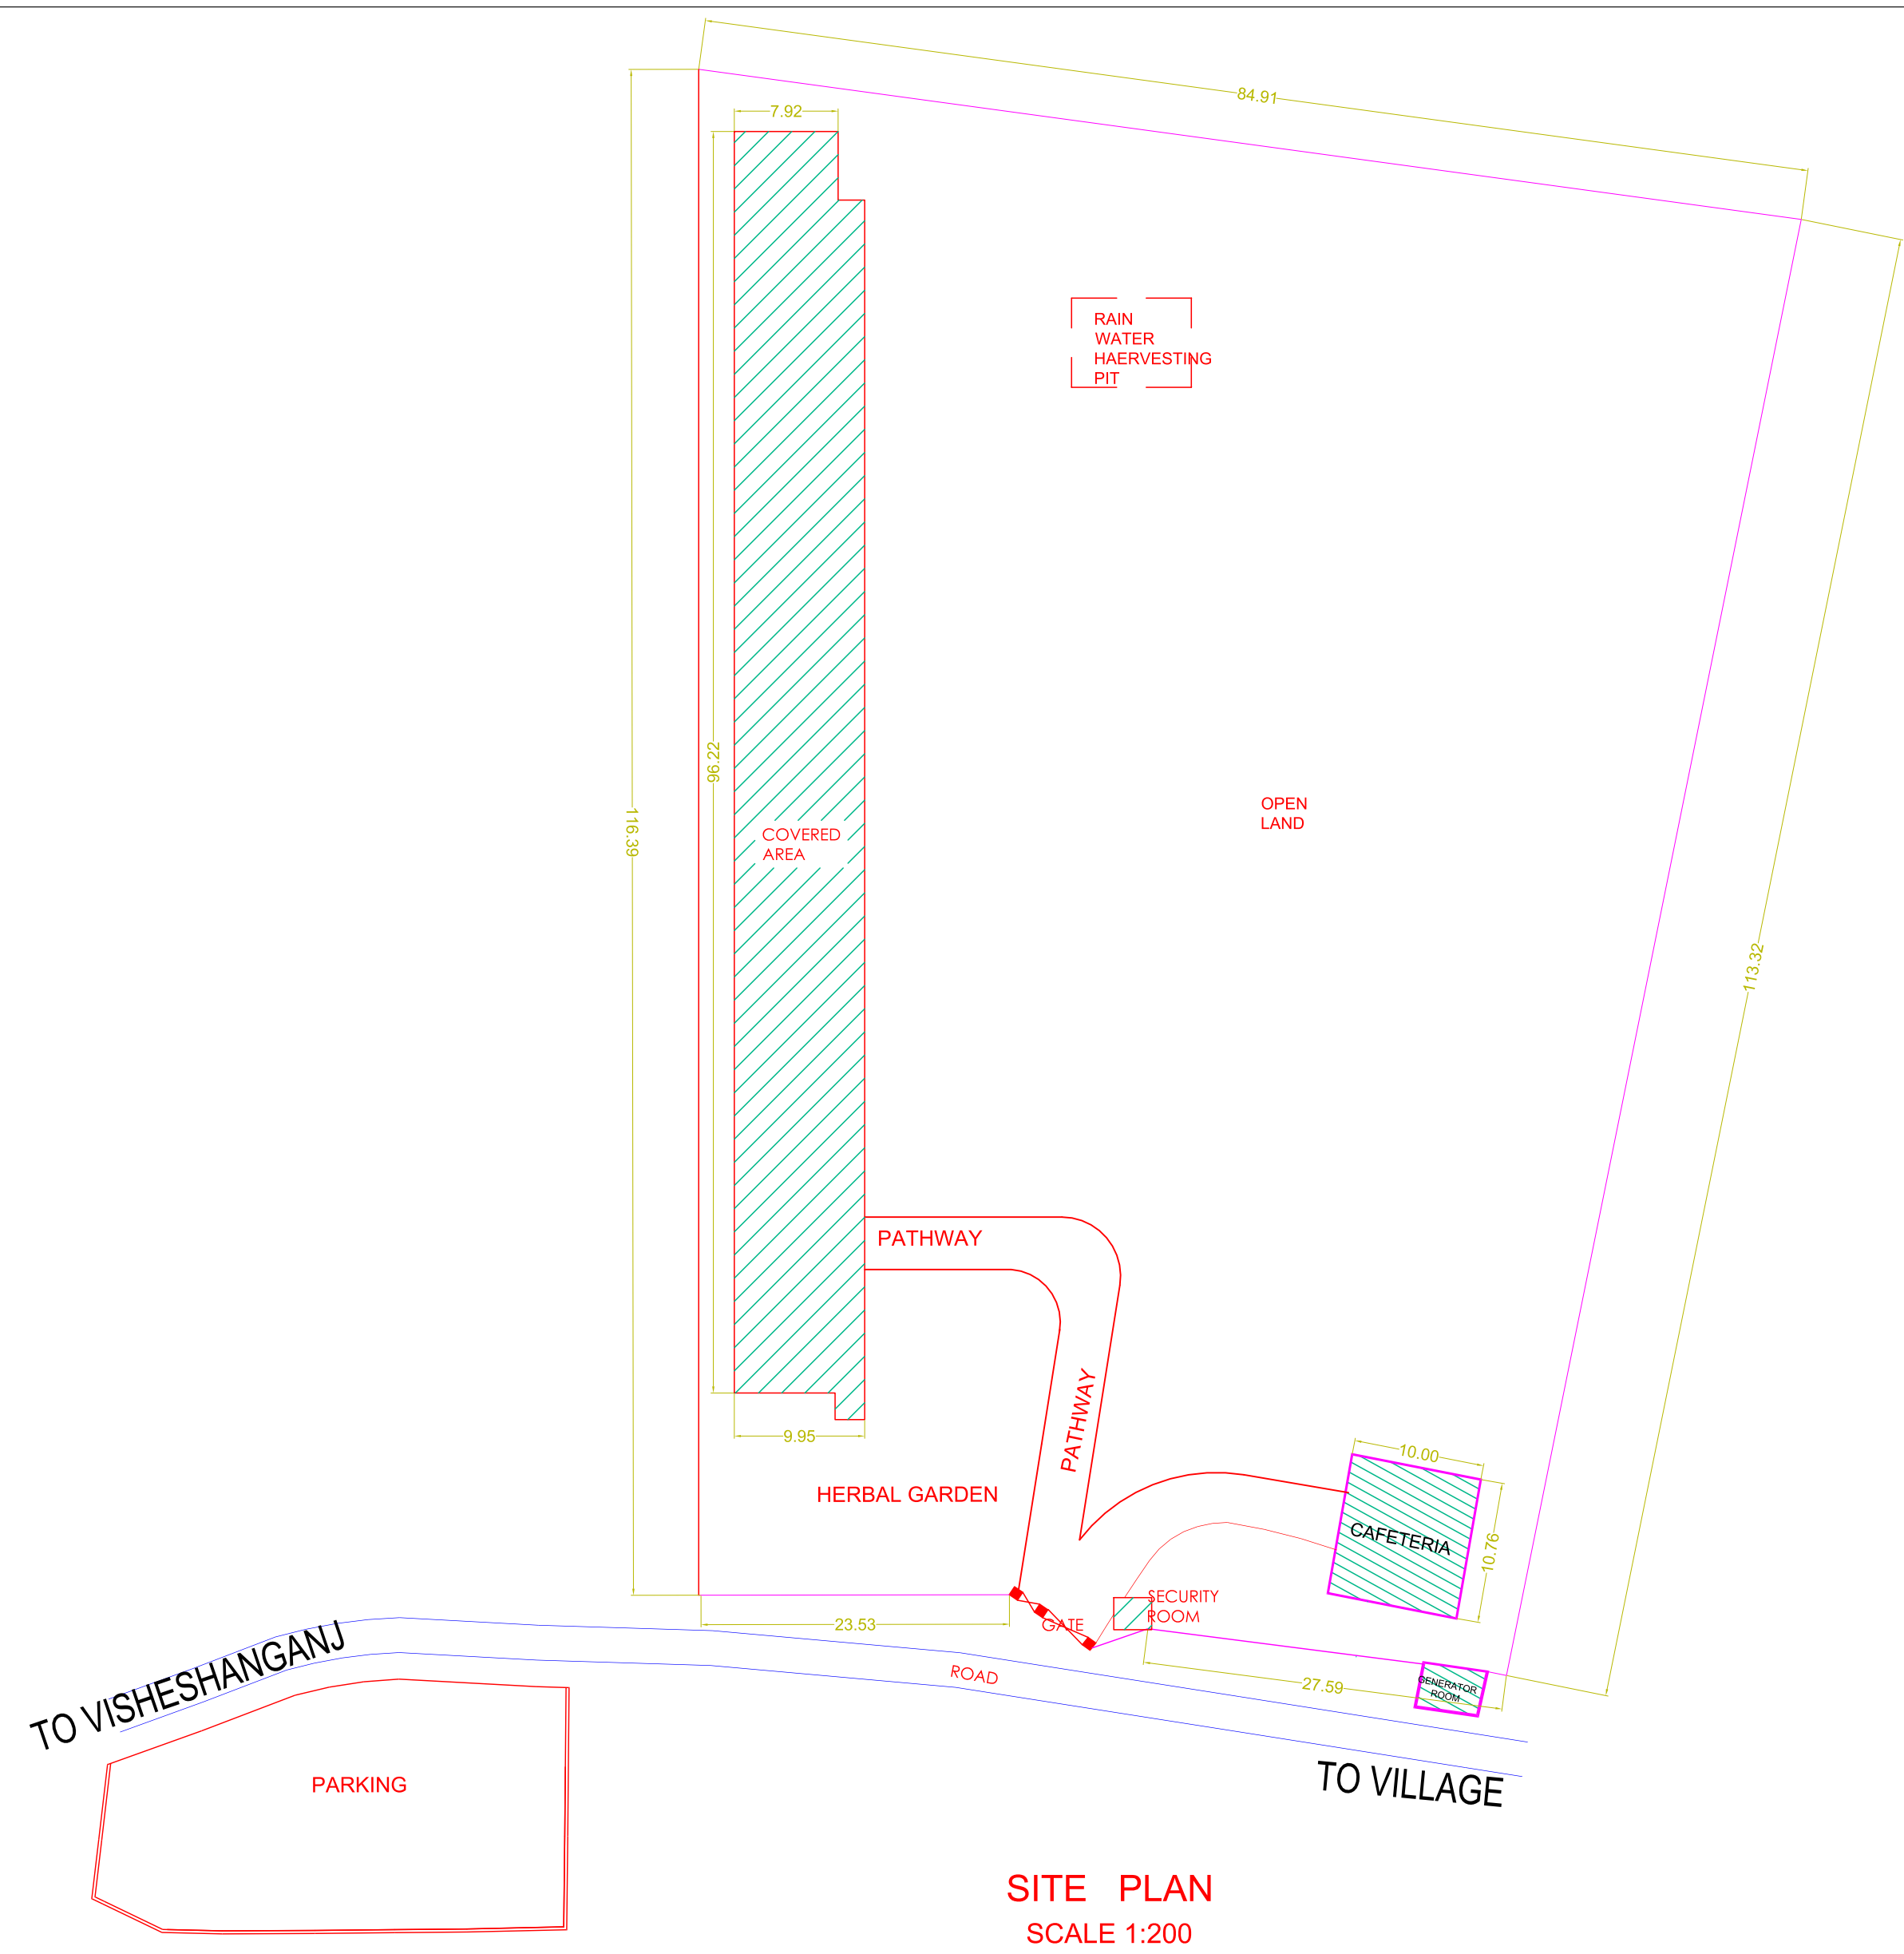 84.91
7.92
RAIN
WATER
HAERVESTING
PIT
96.22
116.39
OPEN
LAND
COVERED
AREA
113.32
PATHWAY
PATHWAY
9.95
10.00
HERBAL GARDEN
CAFETERIA
10.76
SECURITY
ROOM
23.53
GATE
TO VISHESHANGANJ
ROAD
27.59
GENERATOR
ROOM
TO VILLAGE
PARKING
SITE PLAN
SCALE 1:200